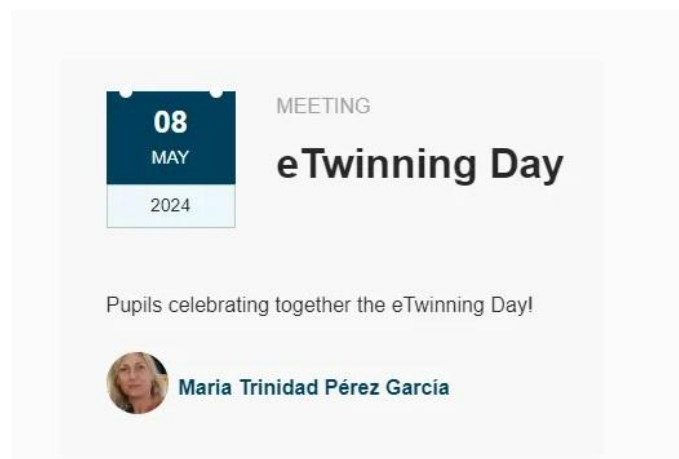 08
MAY
2024
MEETING
eTwinning Day
Pupils celebrating together the eTwinning Day!
Maria Trinidad Pérez García